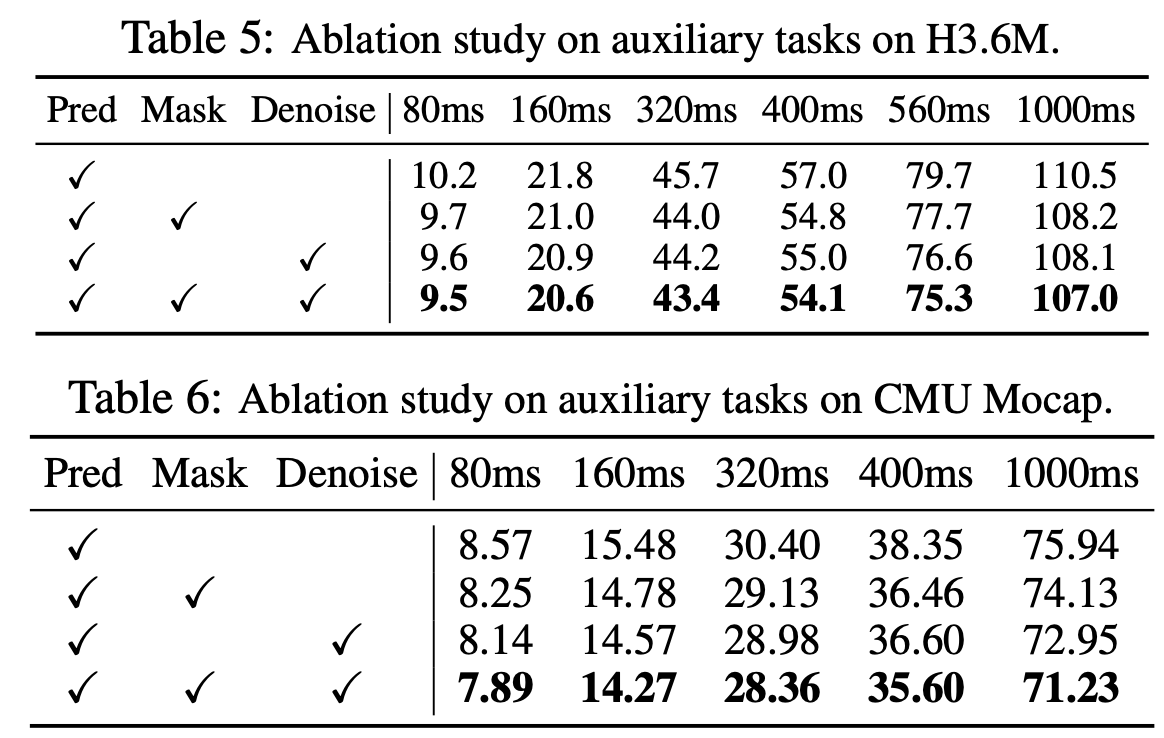 Table 5: Ablation study on auxiliary tasks on H3.6M.
Pred Mask Denoise 80ms 160ms 320ms 400ms 560ms 1000ms
✓ 10.2 21.8 45.7 57.0 79.7 110.5
✓ ✓ 9.7 21.0 44.0 54.8 77.7 108.2
✓ ✓ 9.6 20.9 44.2 55.0 76.6 108.1
✓ ✓ ✓ 9.5 20.6 43.4 54.1 75.3 107.0
Table 6: Ablation study on auxiliary tasks on CMU Mocap.
Pred Mask Denoise 80ms 160ms 320ms 400ms 1000ms
✓ 8.57 15.48 30.40 38.35 75.94
✓ ✓ 8.25 14.78 29.13 36.46 74.13
✓ ✓ 8.14 14.57 28.98 36.60 72.95
✓ ✓ ✓ 7.89 14.27 28.36 35.60 71.23